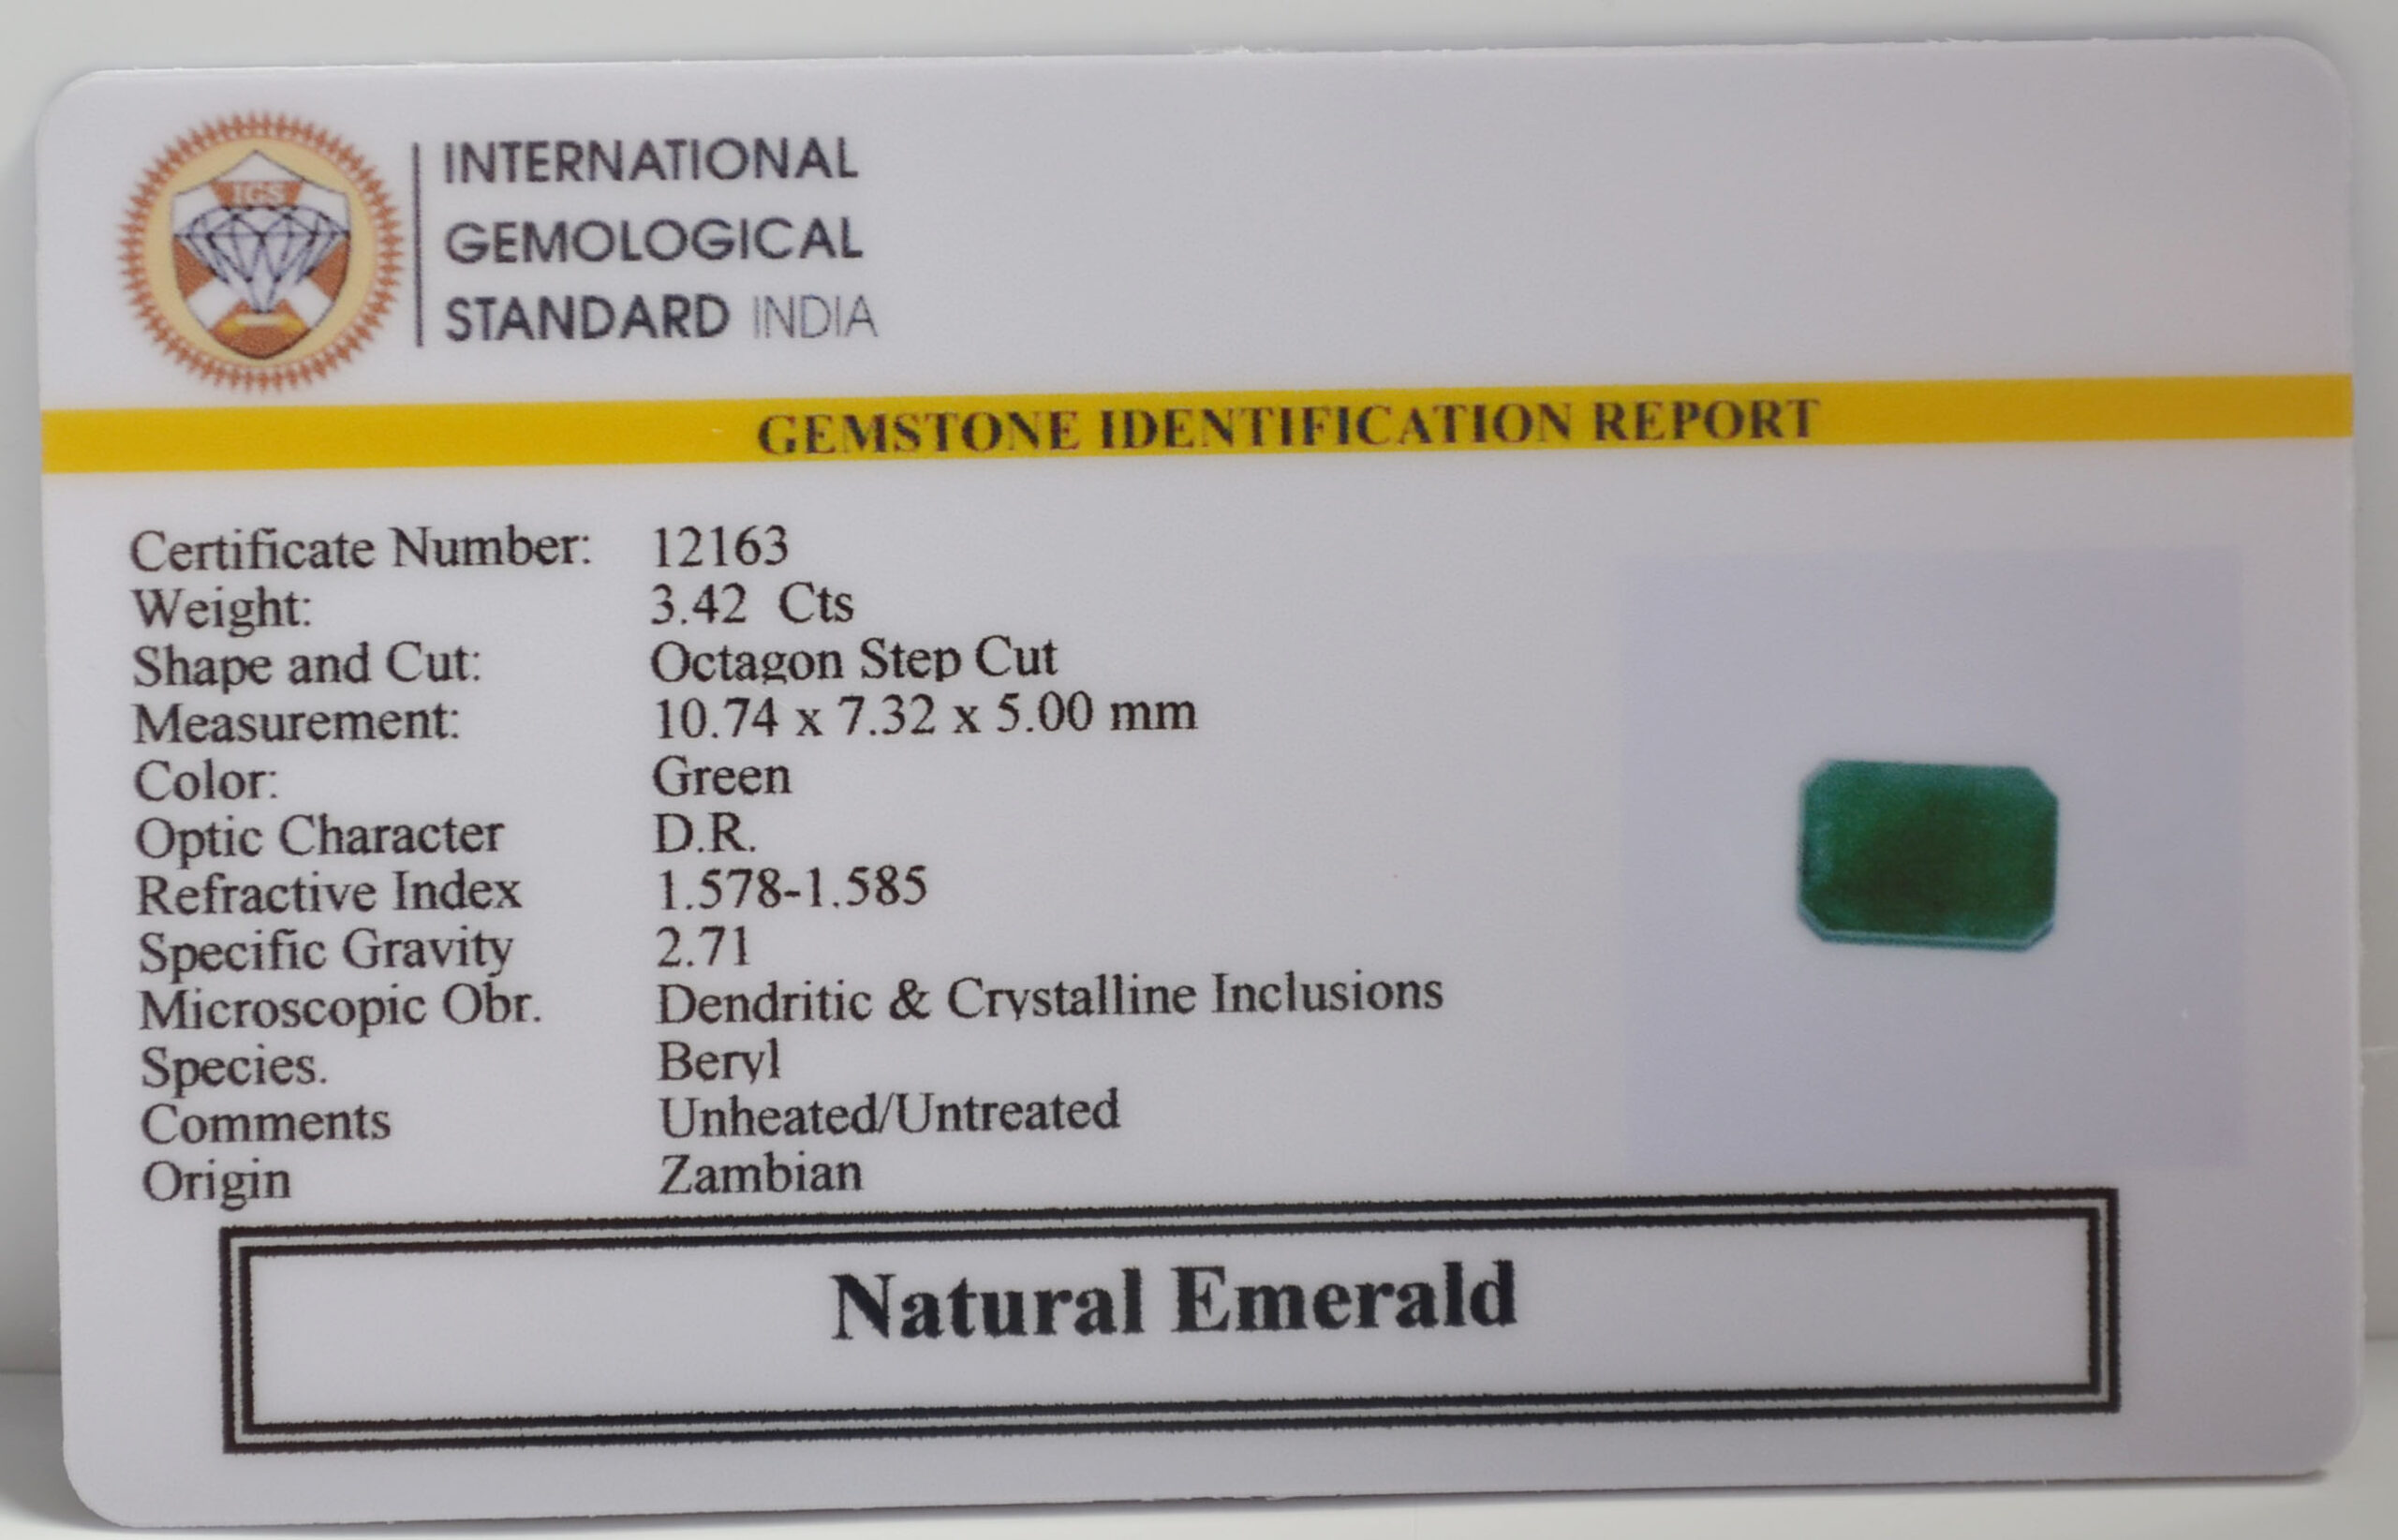 IGS
INTERNATIONAL
GEMOLOGICAL
STANDARD INDIA
GEMSTONE IDENTIFICATION REPORT
Certificate Number: 12163
Weight: 3.42 Cts
Shape and Cut: Octagon Step Cut
Measurement: 10.74 x 7.32 x 5.00 mm
Color: Green
Optic Character D.R.
Refractive Index 1.578-1.585
Specific Gravity 2.71
Microscopic Obr. Dendritic & Crystalline Inclusions
Species. Beryl
Comments Unheated/Untreated
Origin Zambian
Natural Emerald